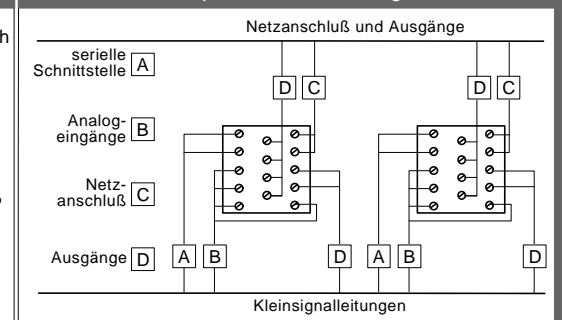 Netzanschluß und Ausgänge
serielle
Schnittstelle A
D C D C
Analog-
eingänge B
Netz-
anschluß C
Ausgänge D A B D A B D
Kleinsignalleitungen